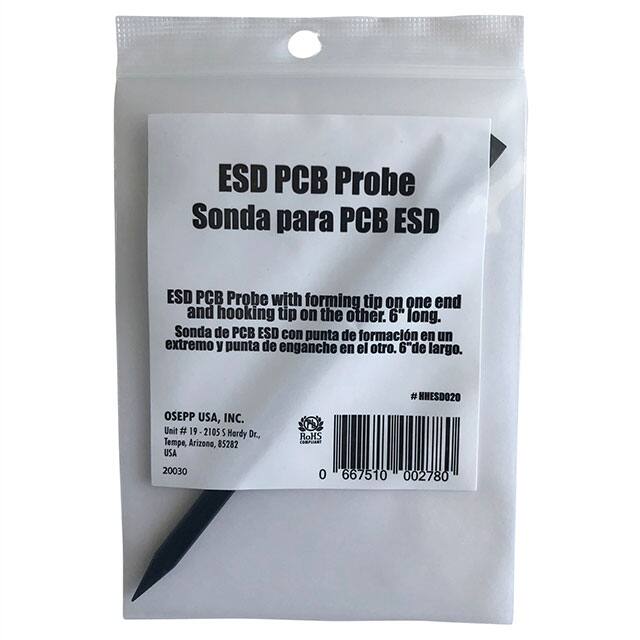 ESD PCB Probe
Sonda para PCB ESD
ESD PCB Probe with forming tip on one end
and hooking tip on the other. 6" long.
Sonda de PCB ESD con punta de formación en un
extremo y punta de enganche en el otro. 6"de largo.
# HHESD020
OSEPP USA, INC.
Unit # 19 - 2105 S Hardy Dr.,
Tempe, Arizona, 85282
USA
20030
RoHS
COMPLIANT
0 667510 002780